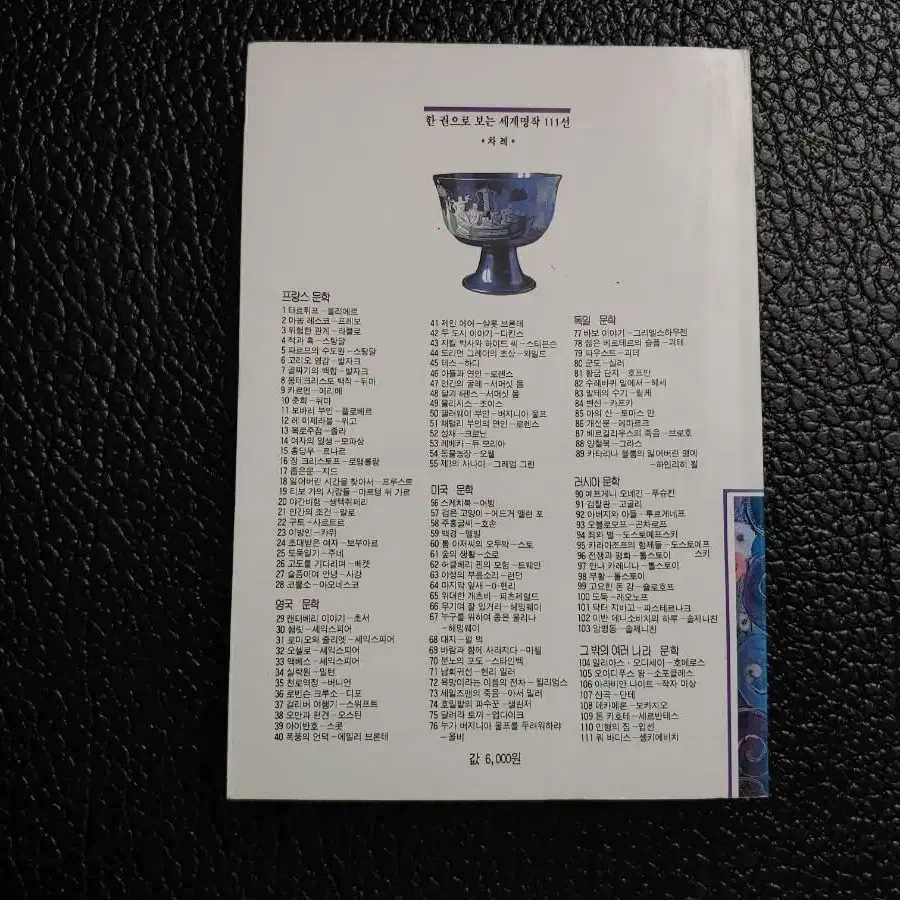 한 권으로 보는 세계명작 111선
* 차 례 *
프랑스 문학
1 타르튀프-몰리에르
2 마농 레스코-프레보
3 위험한 관계-라클로
4 적과 흑-스탕달
5 파르므의 수도원-스탕달
6 고리오 영감-발자크
7 골짜기의 백합-발자크
8 몽테크리스토 백작-뒤마
9 카르멘-메리메
10 춘희-뒤마
11 보바리 부인-플로베르
12 레 미제라블-위고
13 목로주점-졸라
14 여자의 일생-모파상
15 홍당무-르나르
16 장 크리스토프-로맹롤랑
17 좁은문-지드
18 잃어버린 시간을 찾아서-프루스트
19 티보 가의 사람들-마르탱 뒤 가르
20 야간비행-생텍쥐페리
21 인간의 조건-말로
22 구토-사르트르
23 이방인-카뮈
24 초대받은 여자-보부아르
25 도둑일기-주네
26 고도를 기다리며-베켓
27 슬픔이여 안녕-사강
28 코뿔소-이오네스코
영국 문학
29 캔터베리 이야기-초서
30 햄릿-셰익스피어
31 로미오와 줄리엣-셰익스피어
32 오셀로-셰익스피어
33 맥베스-셰익스피어
34 실락원-밀턴
35 천로역정-버니언
36 로빈슨 크루소-디포
37 걸리버 여행기-스위프트
38 오만과 편견-오스틴
39 아이반호-스콧
40 폭풍의 언덕-에밀리 브론테
41 제인 에어-샬롯 브론테
42 두 도시 이야기-디킨스
43 지킬 박사와 하이드 씨-스티븐슨
44 도리언 그레이의 초상-와일드
45 테스-하디
46 아들과 연인-로렌스
47 인간의 굴레-서머싯 몸
48 달과 6펜스-서머싯 몸
49 율리시스-조이스
50 댈러웨이 부인-버지니아 울프
51 채털리 부인의 연인-로렌스
52 성채-크로닌
53 레베카-듀 모리아
54 동물농장-오웰
55 제3의 사나이-그레엄 그린
미국 문학
56 스케치북-어빙
57 검은 고양이-에드거 앨런 포
58 주홍글씨-호손
59 백경-멜빌
60 톰 아저씨의 오두막-스토
61 숲의 생활-소로
62 허클베리 핀의 모험-트웨인
63 야성의 부름소리-런던
64 마지막 잎새-오 헨리
65 위대한 개츠비-피츠제럴드
66 무기여 잘 있거라-헤밍웨이
67 누구를 위하여 종은 울리나
-헤밍웨이
68 대지-펄 벅
69 바람과 함께 사라지다-미첼
70 분노의 포도-스타인벡
71 남회귀선-헨리 밀러
72 욕망이라는 이름의 전차-윌리엄스
73 세일즈맨의 죽음-아서 밀러
74 호밀밭의 파수꾼-샐린저
75 달려라 토끼-업다이크
76 누가 버지니아 울프를 두려워하랴
-올비
독일 문학
77 바보 이야기-그리멜스하우젠
78 젊은 베르테르의 슬픔-괴테
79 파우스트-괴테
80 군도-실러
81 황금 단지-호프만
82 수레바퀴 밑에서-헤세
83 말테의 수기-릴케
84 변신-카프카
85 마의 산-토마스 만
86 개선문-레마르크
87 베르길리우스의 죽음-브로흐
88 양철북-그라스
89 카타리나 블룸의 잃어버린 명예
-하인리히 뵐
러시아 문학
90 예프게니 오네긴-푸슈킨
91 검찰관-고골리
92 아버지와 아들-투르게네프
93 오블로모프-곤차로프
94 죄와 벌-도스토예프스키
95 카라마조프의 형제들-도스토예프
스키
96 전쟁과 평화-톨스토이
97 안나 카레니나-톨스토이
98 부활-톨스토이
99 고요한 돈 강-숄로호프
100 도둑-레오노프
101 닥터 지바고-파스테르나크
102 이반 데니소비치의 하루-솔제니친
103 암병동-솔제니친
그 밖의 여러 나라 문학
104 일리아스·오디세이-호메로스
105 오이디푸스 왕-소포클레스
106 아라비안 나이트-작자 미상
107 신곡-단테
108 데카메론-보카치오
109 돈 키호테-세르반테스
110 인형의 집-입센
111 쿼 바디스-솅키에비치
값 6,000원